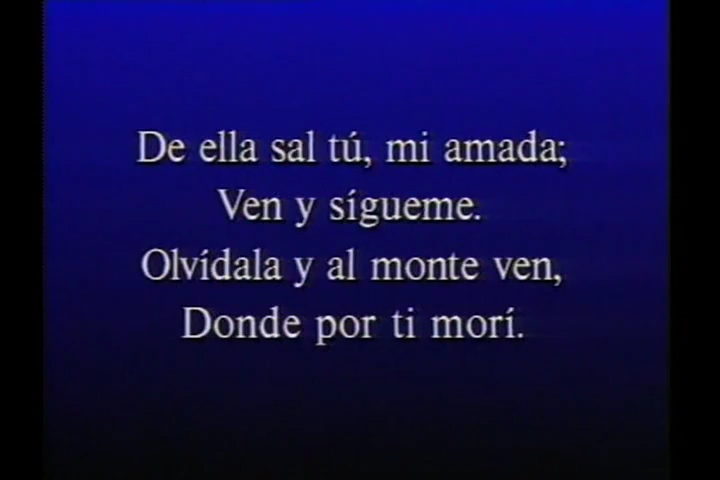 De ella sal tú, mi amada;
Ven y sígueme.
Olvídala y al monte ven,
Donde por ti morí.